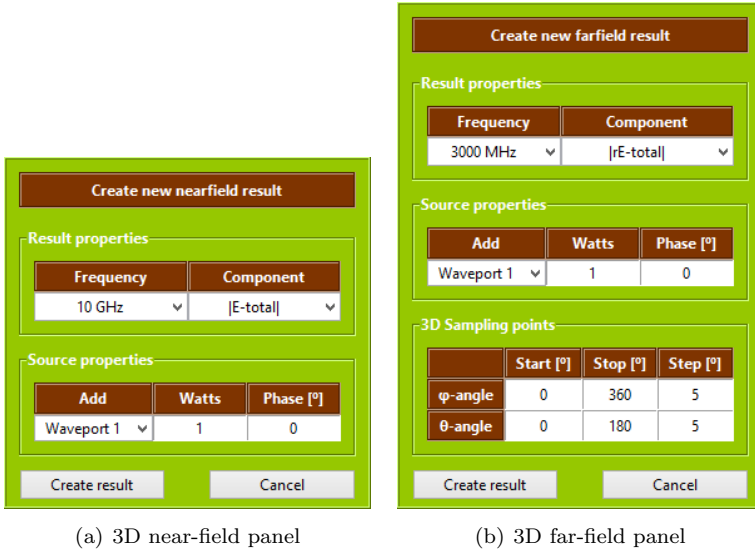 Create new nearfield result
Result properties
Frequency Component
10 GHz |E-total|
Source properties
Add Watts Phase [º]
Waveport 1 1 0
Create result Cancel
(a) 3D near-field panel
Create new farfield result
Result properties
Frequency Component
3000 MHz |rE-total|
Source properties
Add Watts Phase [º]
Waveport 1 1 0
3D Sampling points
Start [º] Stop [º] Step [º]
φ-angle 0 360 5
θ-angle 0 180 5
Create result Cancel
(b) 3D far-field panel